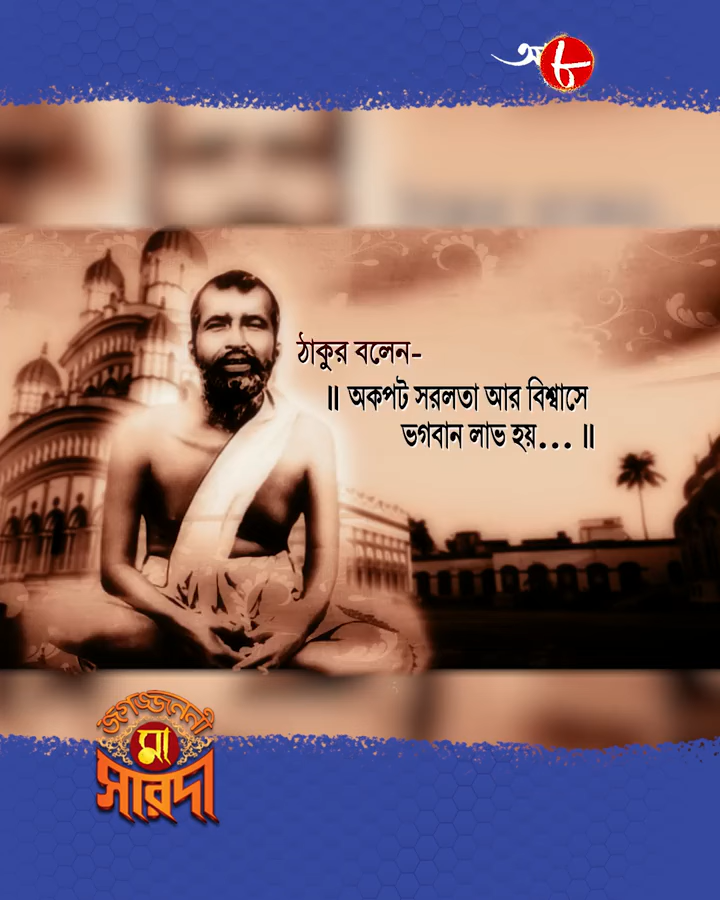 ঠাকুর বলেন-
॥ অকপট সরলতা আর বিশ্বাসে
ভগবান লাভ হয়... ॥
জগজ্জননী
মা
সারদা